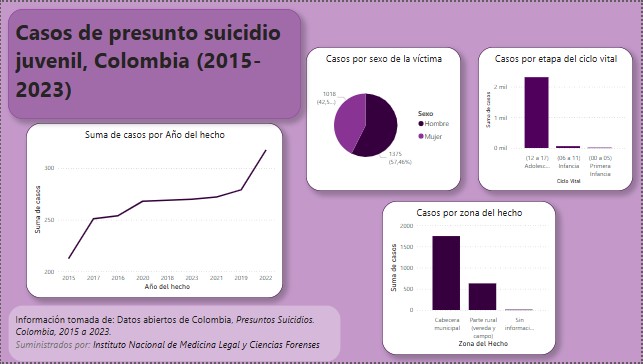 Casos de presunto suicidio
juvenil, Colombia (2015-
2023)
Suma de casos por Año del hecho
Suma de casos
300
250
200
2015 2017 2016 2020 2018 2023 2021 2019 2022
Año del hecho
Casos por sexo de la víctima
1018
(42,5...)
Sexo
Hombre
Mujer
1375
(57,46%)
Casos por etapa del ciclo vital
Suma de casos
2 mil
1 mil
0 mil
(12 a 17) (06 a 11) (00 a 05)
Adolesc... Infancia Primera
Infancia
Ciclo Vital
Casos por zona del hecho
Suma de casos
2000
1500
1000
500
0
Cabecera Parte rural Sin
municipal (vereda y informaci...
campo)
Zona del Hecho
Información tomada de: Datos abiertos de Colombia, Presuntos Suicidios.
Colombia, 2015 a 2023.
Suministrados por: Instituto Nacional de Medicina Legal y Ciencias Forenses